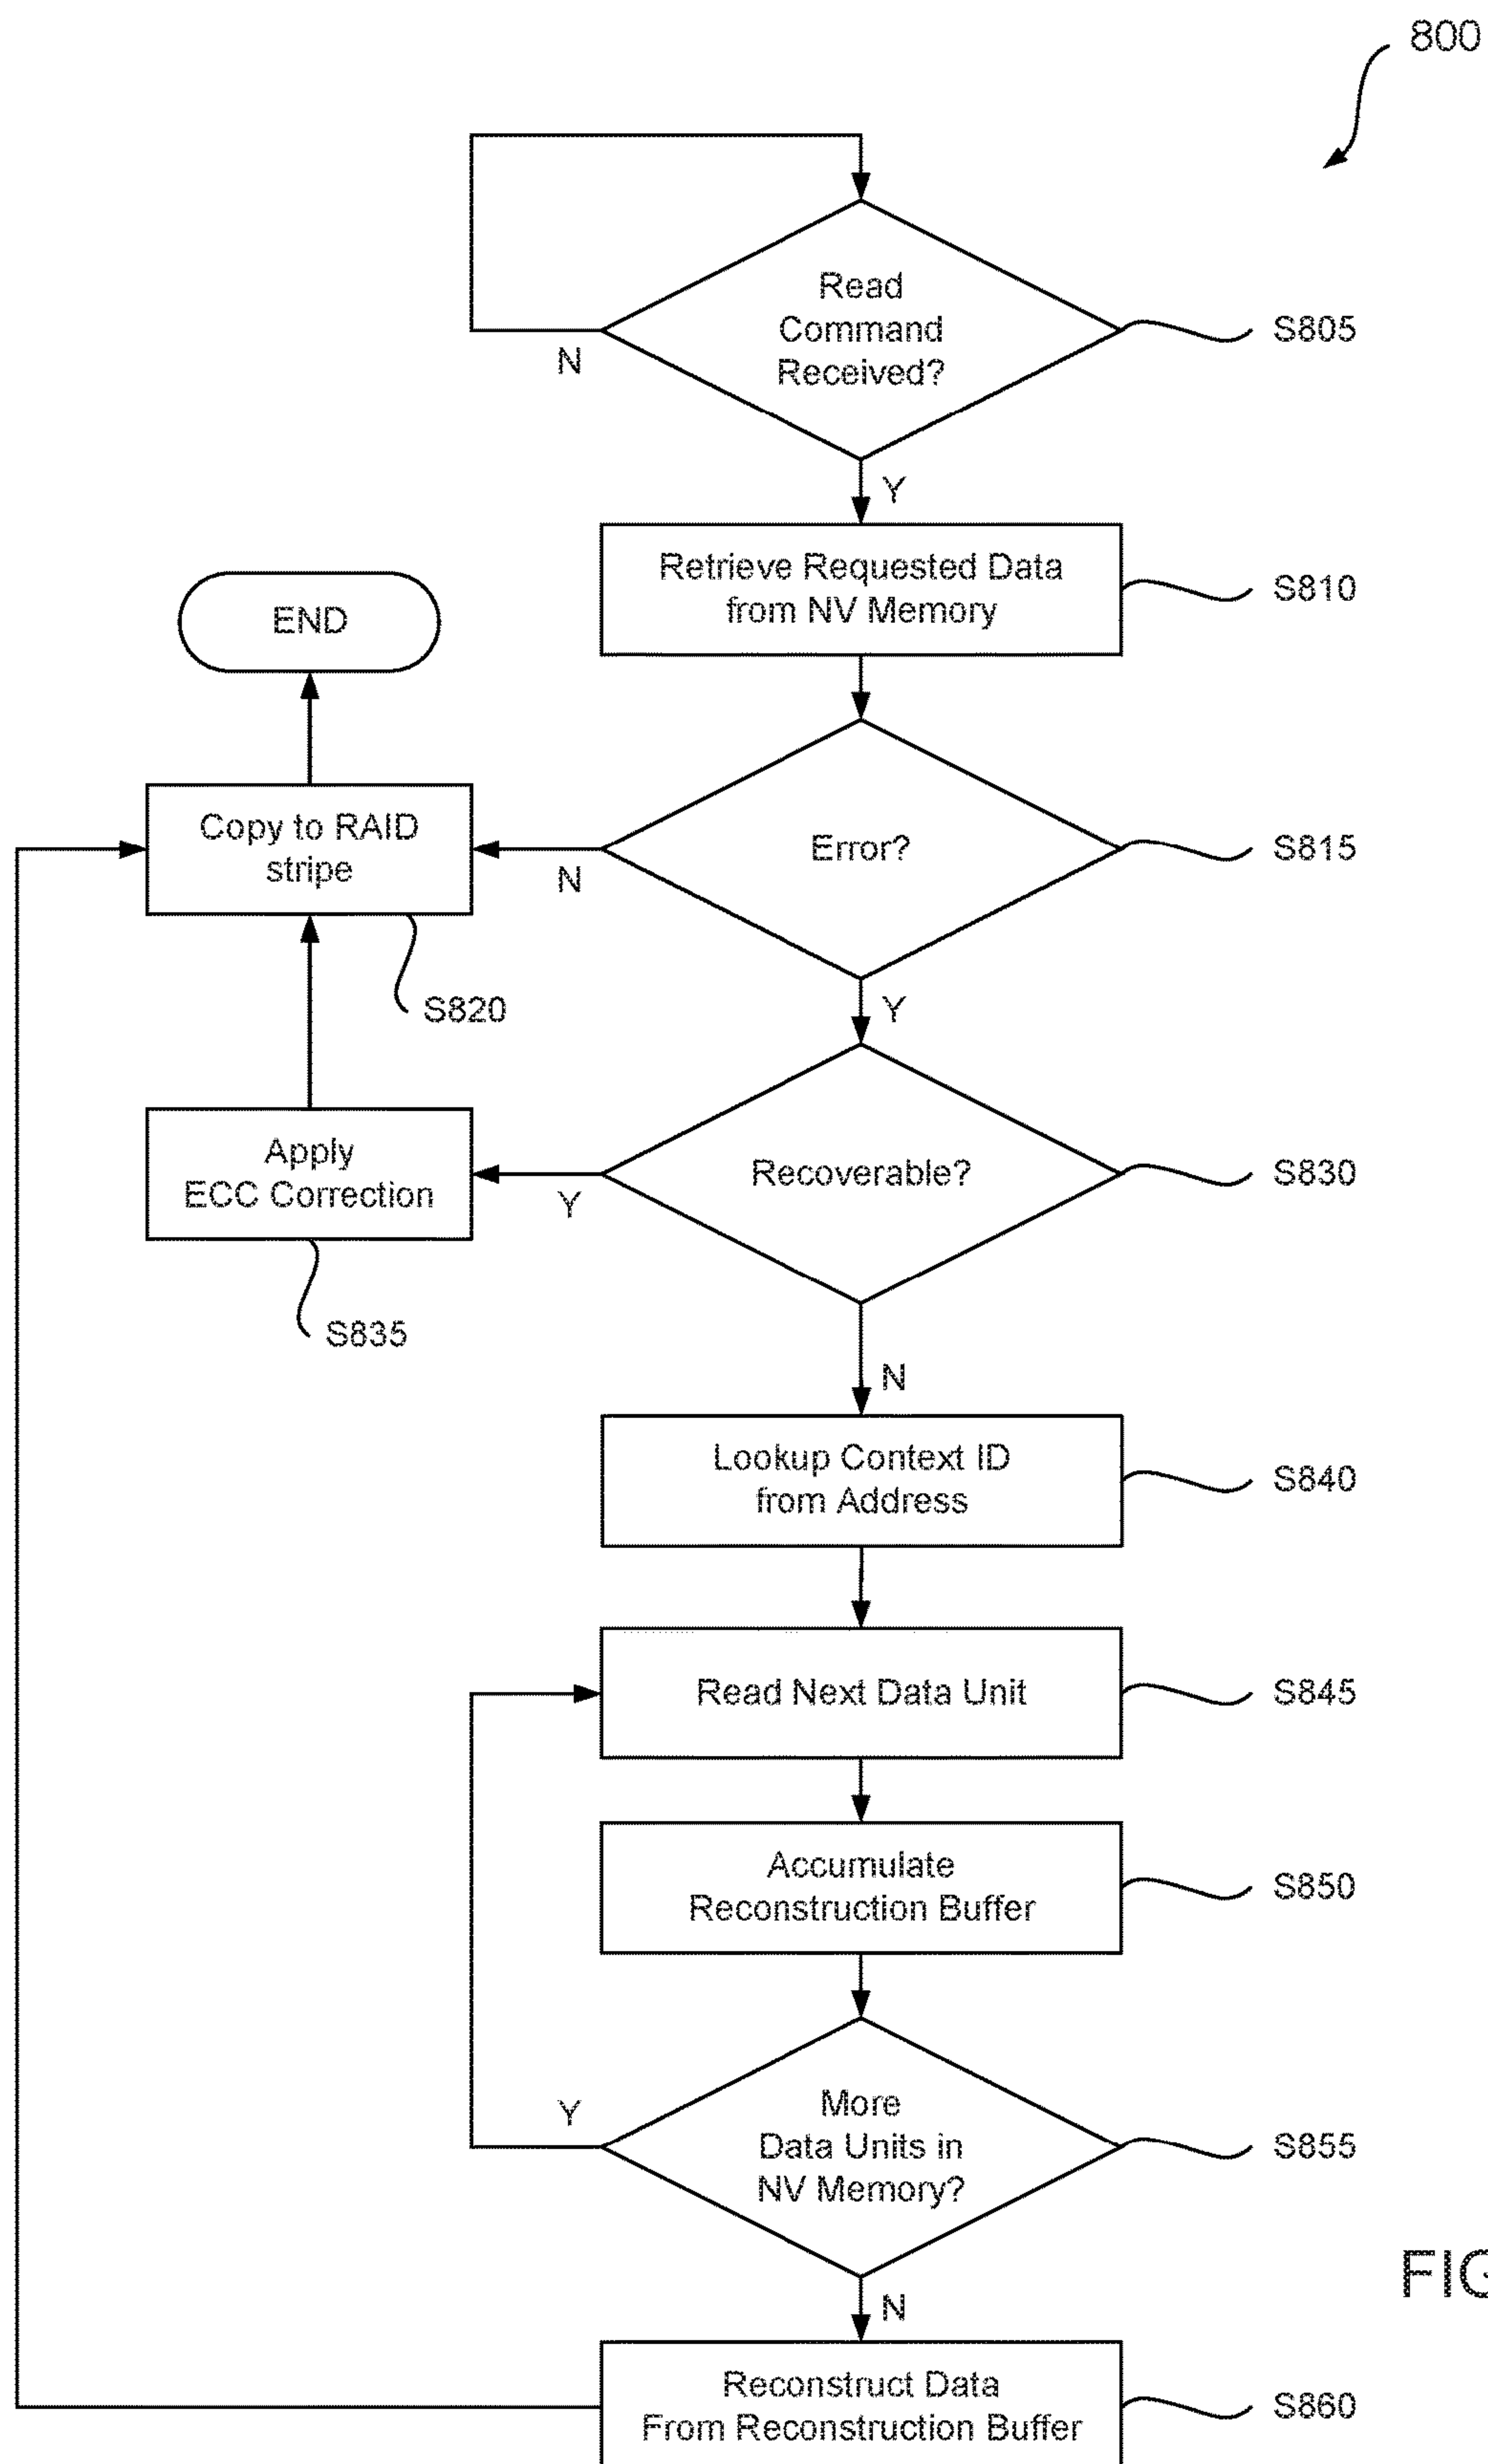 800
Read
Command
Received?
S805
N
Y
Retrieve Requested Data
from NV Memory
S810
END
Copy to RAID
stripe
S820
Error?
S815
N
Y
Apply
ECC Correction
S835
Recoverable?
S830
Y
N
Lookup Context ID
from Address
S840
Read Next Data Unit
S845
Accumulate
Reconstruction Buffer
S850
More
Data Units in
NV Memory?
S855
Y
N
FIG
Reconstruct Data
From Reconstruction Buffer
S860